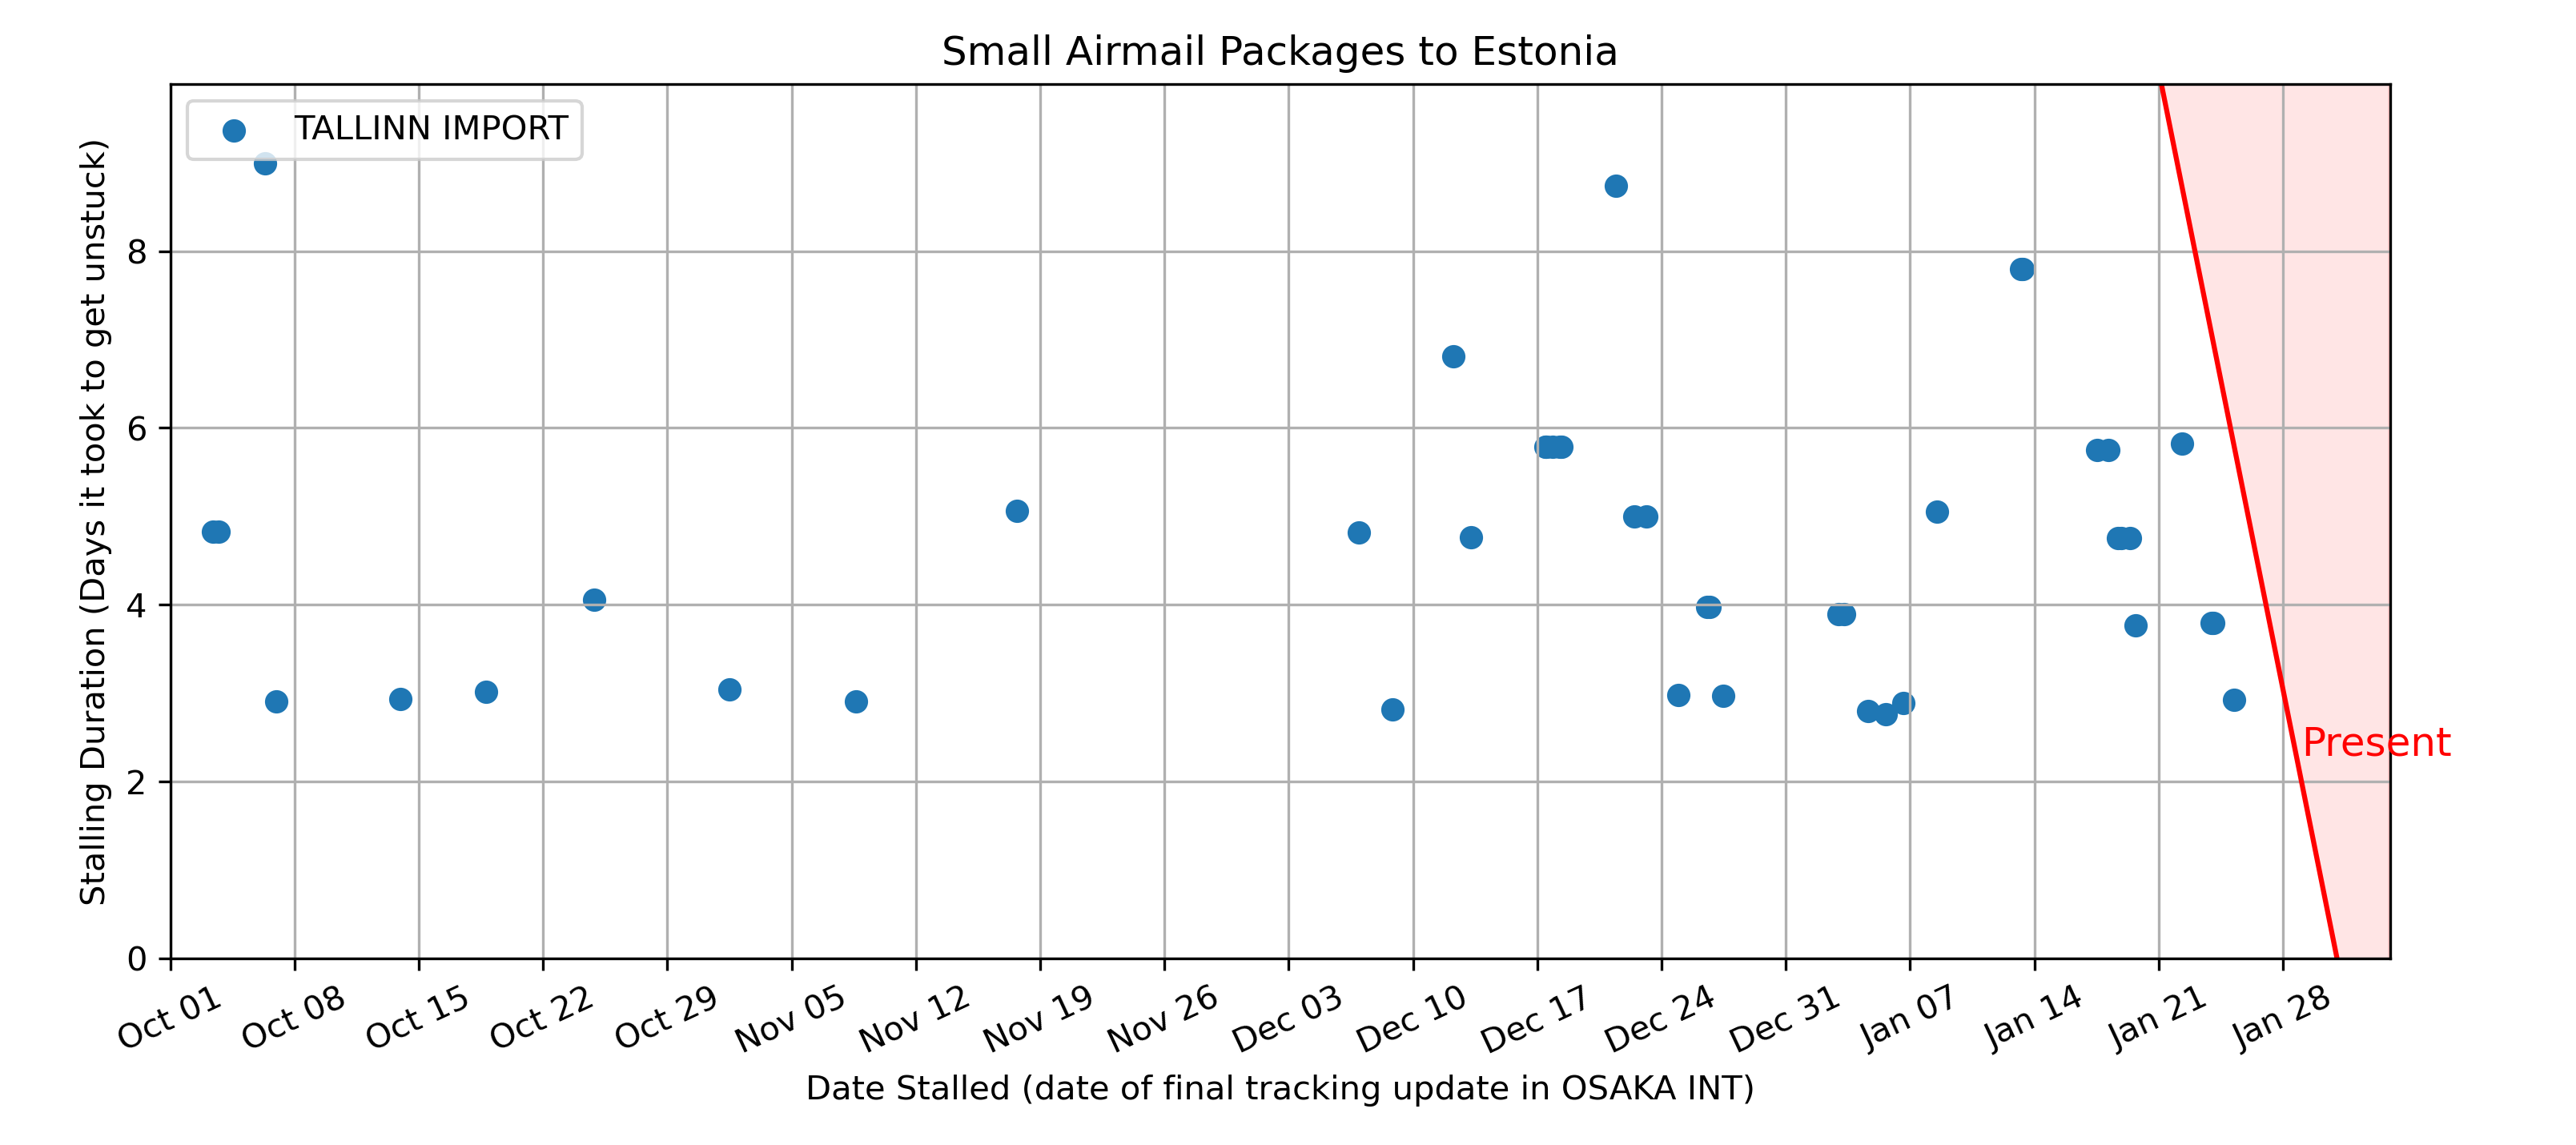 Small Airmail Packages to Estonia
TALLINN IMPORT
Stalling Duration (Days it took to get unstuck)
8
6
4
2
0
Present
Oct 01
Oct 08
Oct 15
Oct 22
Oct 29
Nov 05
Nov 12
Nov 19
Nov 26
Dec 03
Dec 10
Dec 17
Dec 24
Dec 31
Jan 07
Jan 14
Jan 21
Jan 28
Date Stalled (date of final tracking update in OSAKA INT)